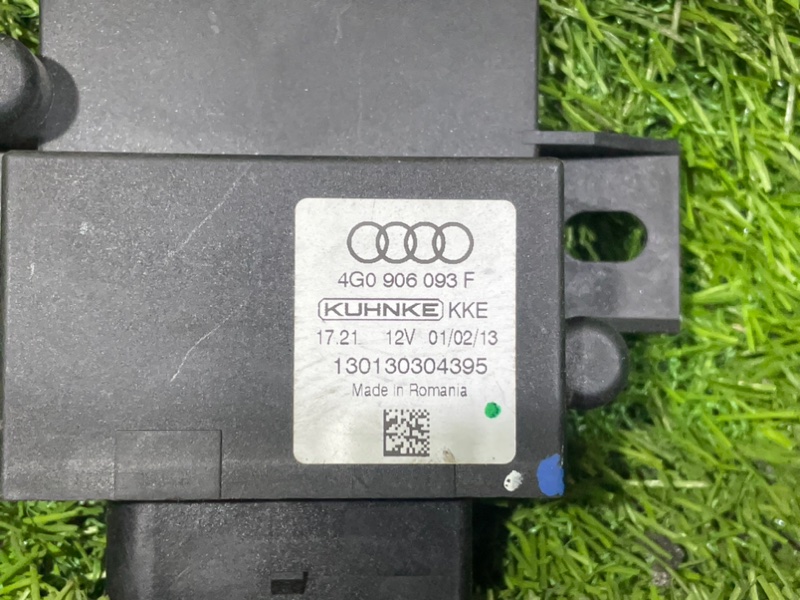 4G0 906 093 F
KUHNKE KKE
17.21 12V 01/02/13
130130304395
Made in Romania